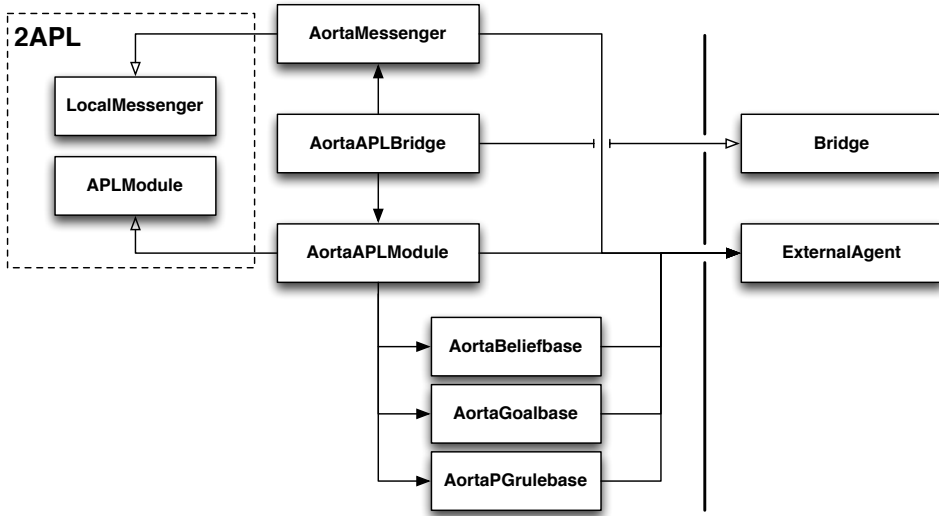 2APL
AortaMessenger
LocalMessenger
AortaAPLBridge
Bridge
APLModule
AortaAPLModule
ExternalAgent
AortaBeliefbase
AortaGoalbase
AortaPGrulebase